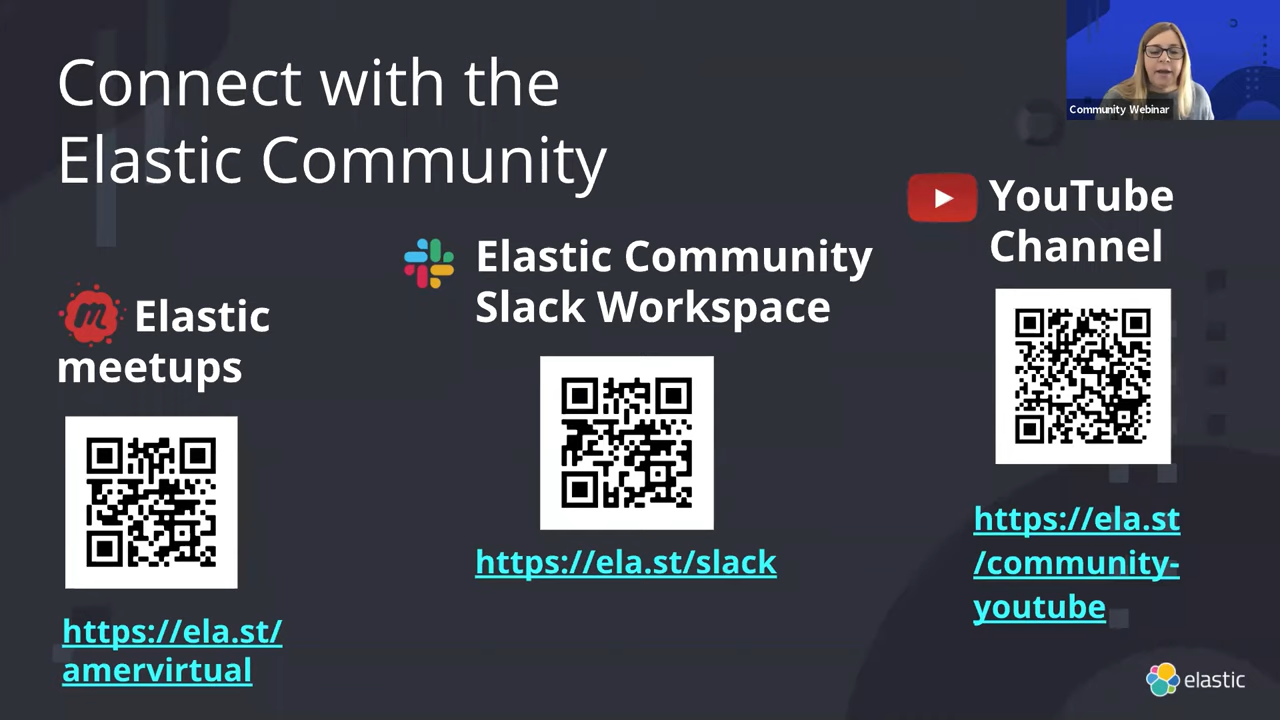 Connect with the
Elastic Community
Community Webinar
Elastic
meetups
https://ela.st/
amervirtual
Elastic Community
Slack Workspace
https://ela.st/slack
YouTube
Channel
https://ela.st
/community-
youtube
elastic